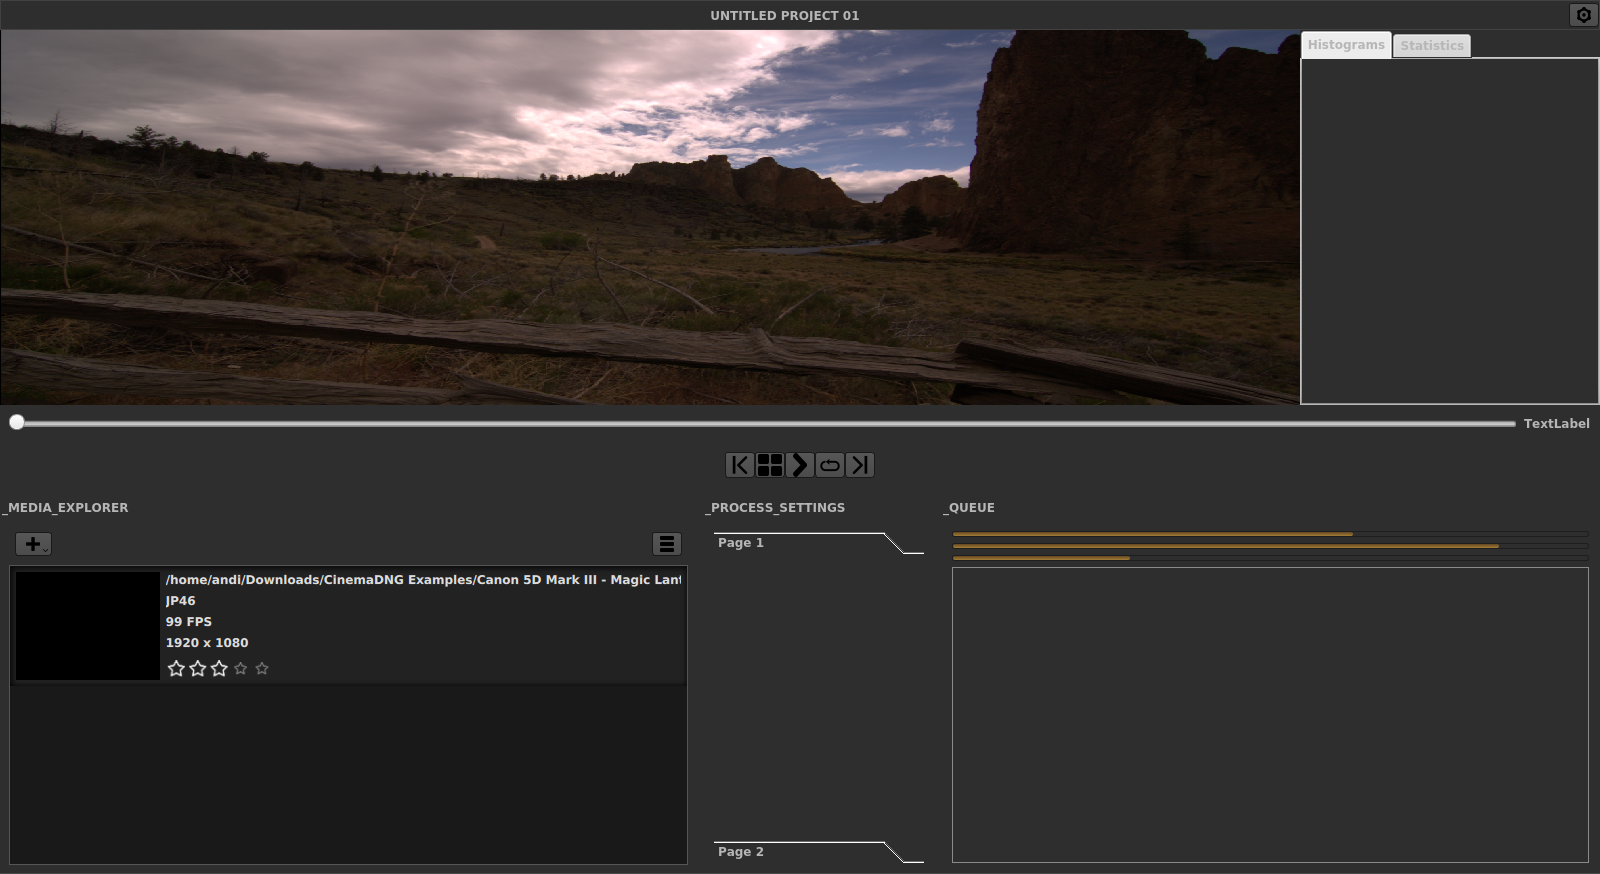 UNTITLED PROJECT 01
Histograms
Statistics
TextLabel
_MEDIA_EXPLORER
/home/andi/Downloads/CinemaDNG Examples/Canon 5D Mark III - Magic Lan
JP46
99 FPS
1920 x 1080
_PROCESS_SETTINGS
Page 1
Page 2
_QUEUE